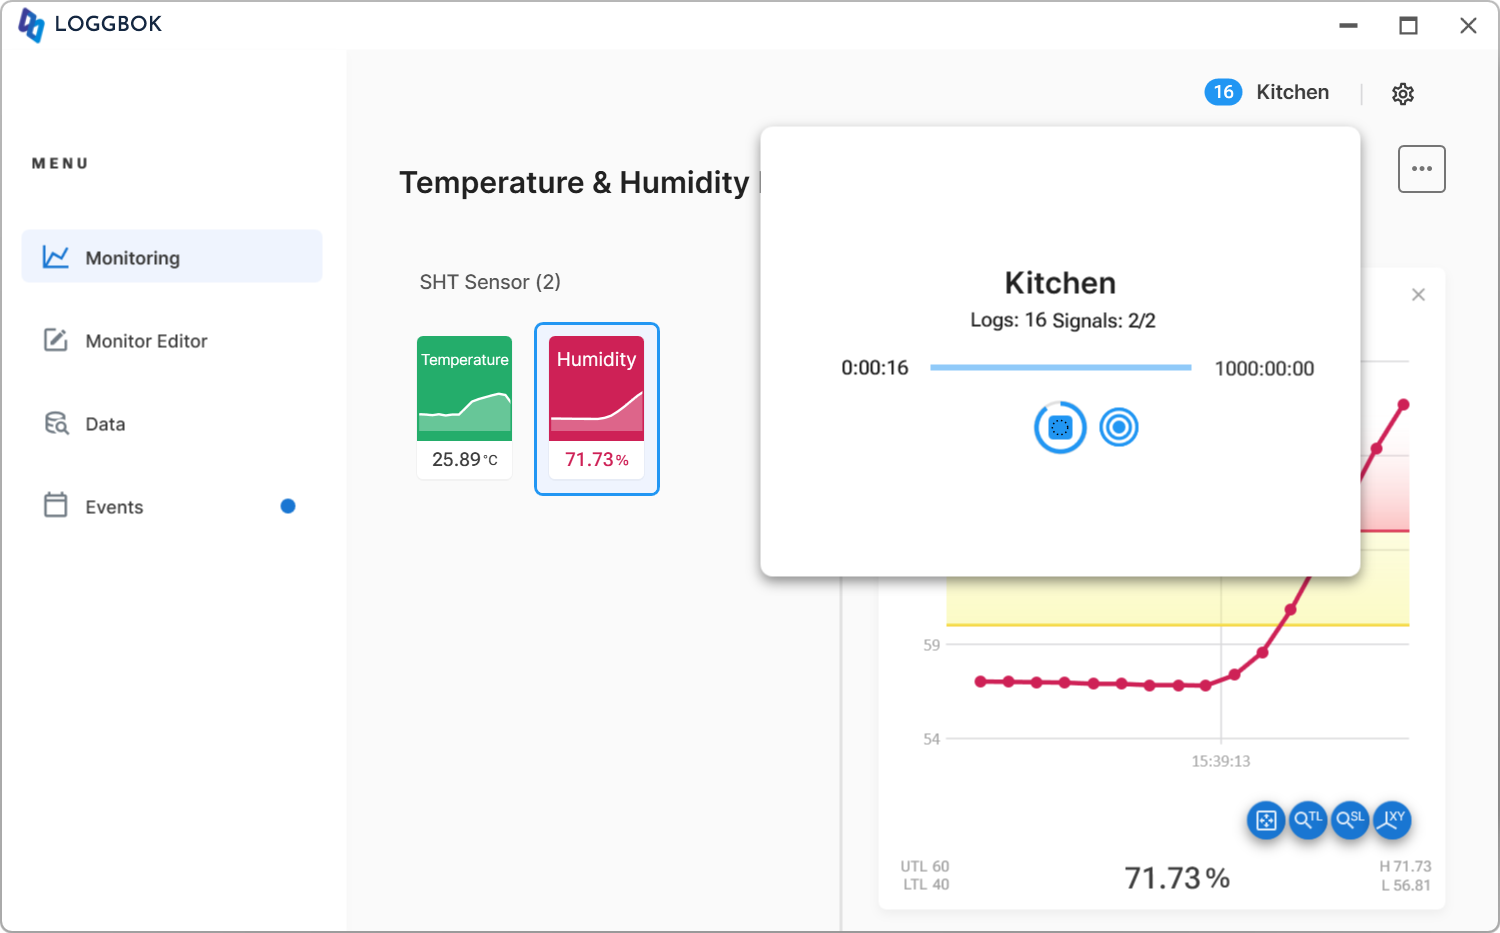 LOGGBOK
16 Kitchen
MENU
Temperature & Humidity
Monitoring
Monitor Editor
Data
Events
SHT Sensor (2)
Temperature
25.89 °C
Humidity
71.73 %
Kitchen
Logs: 16 Signals: 2/2
0:00:16
1000:00:00
59
54
15:39:13
TL
SL
XY
UTL 60
LTL 40
71.73 %
H 71.73
L 56.81